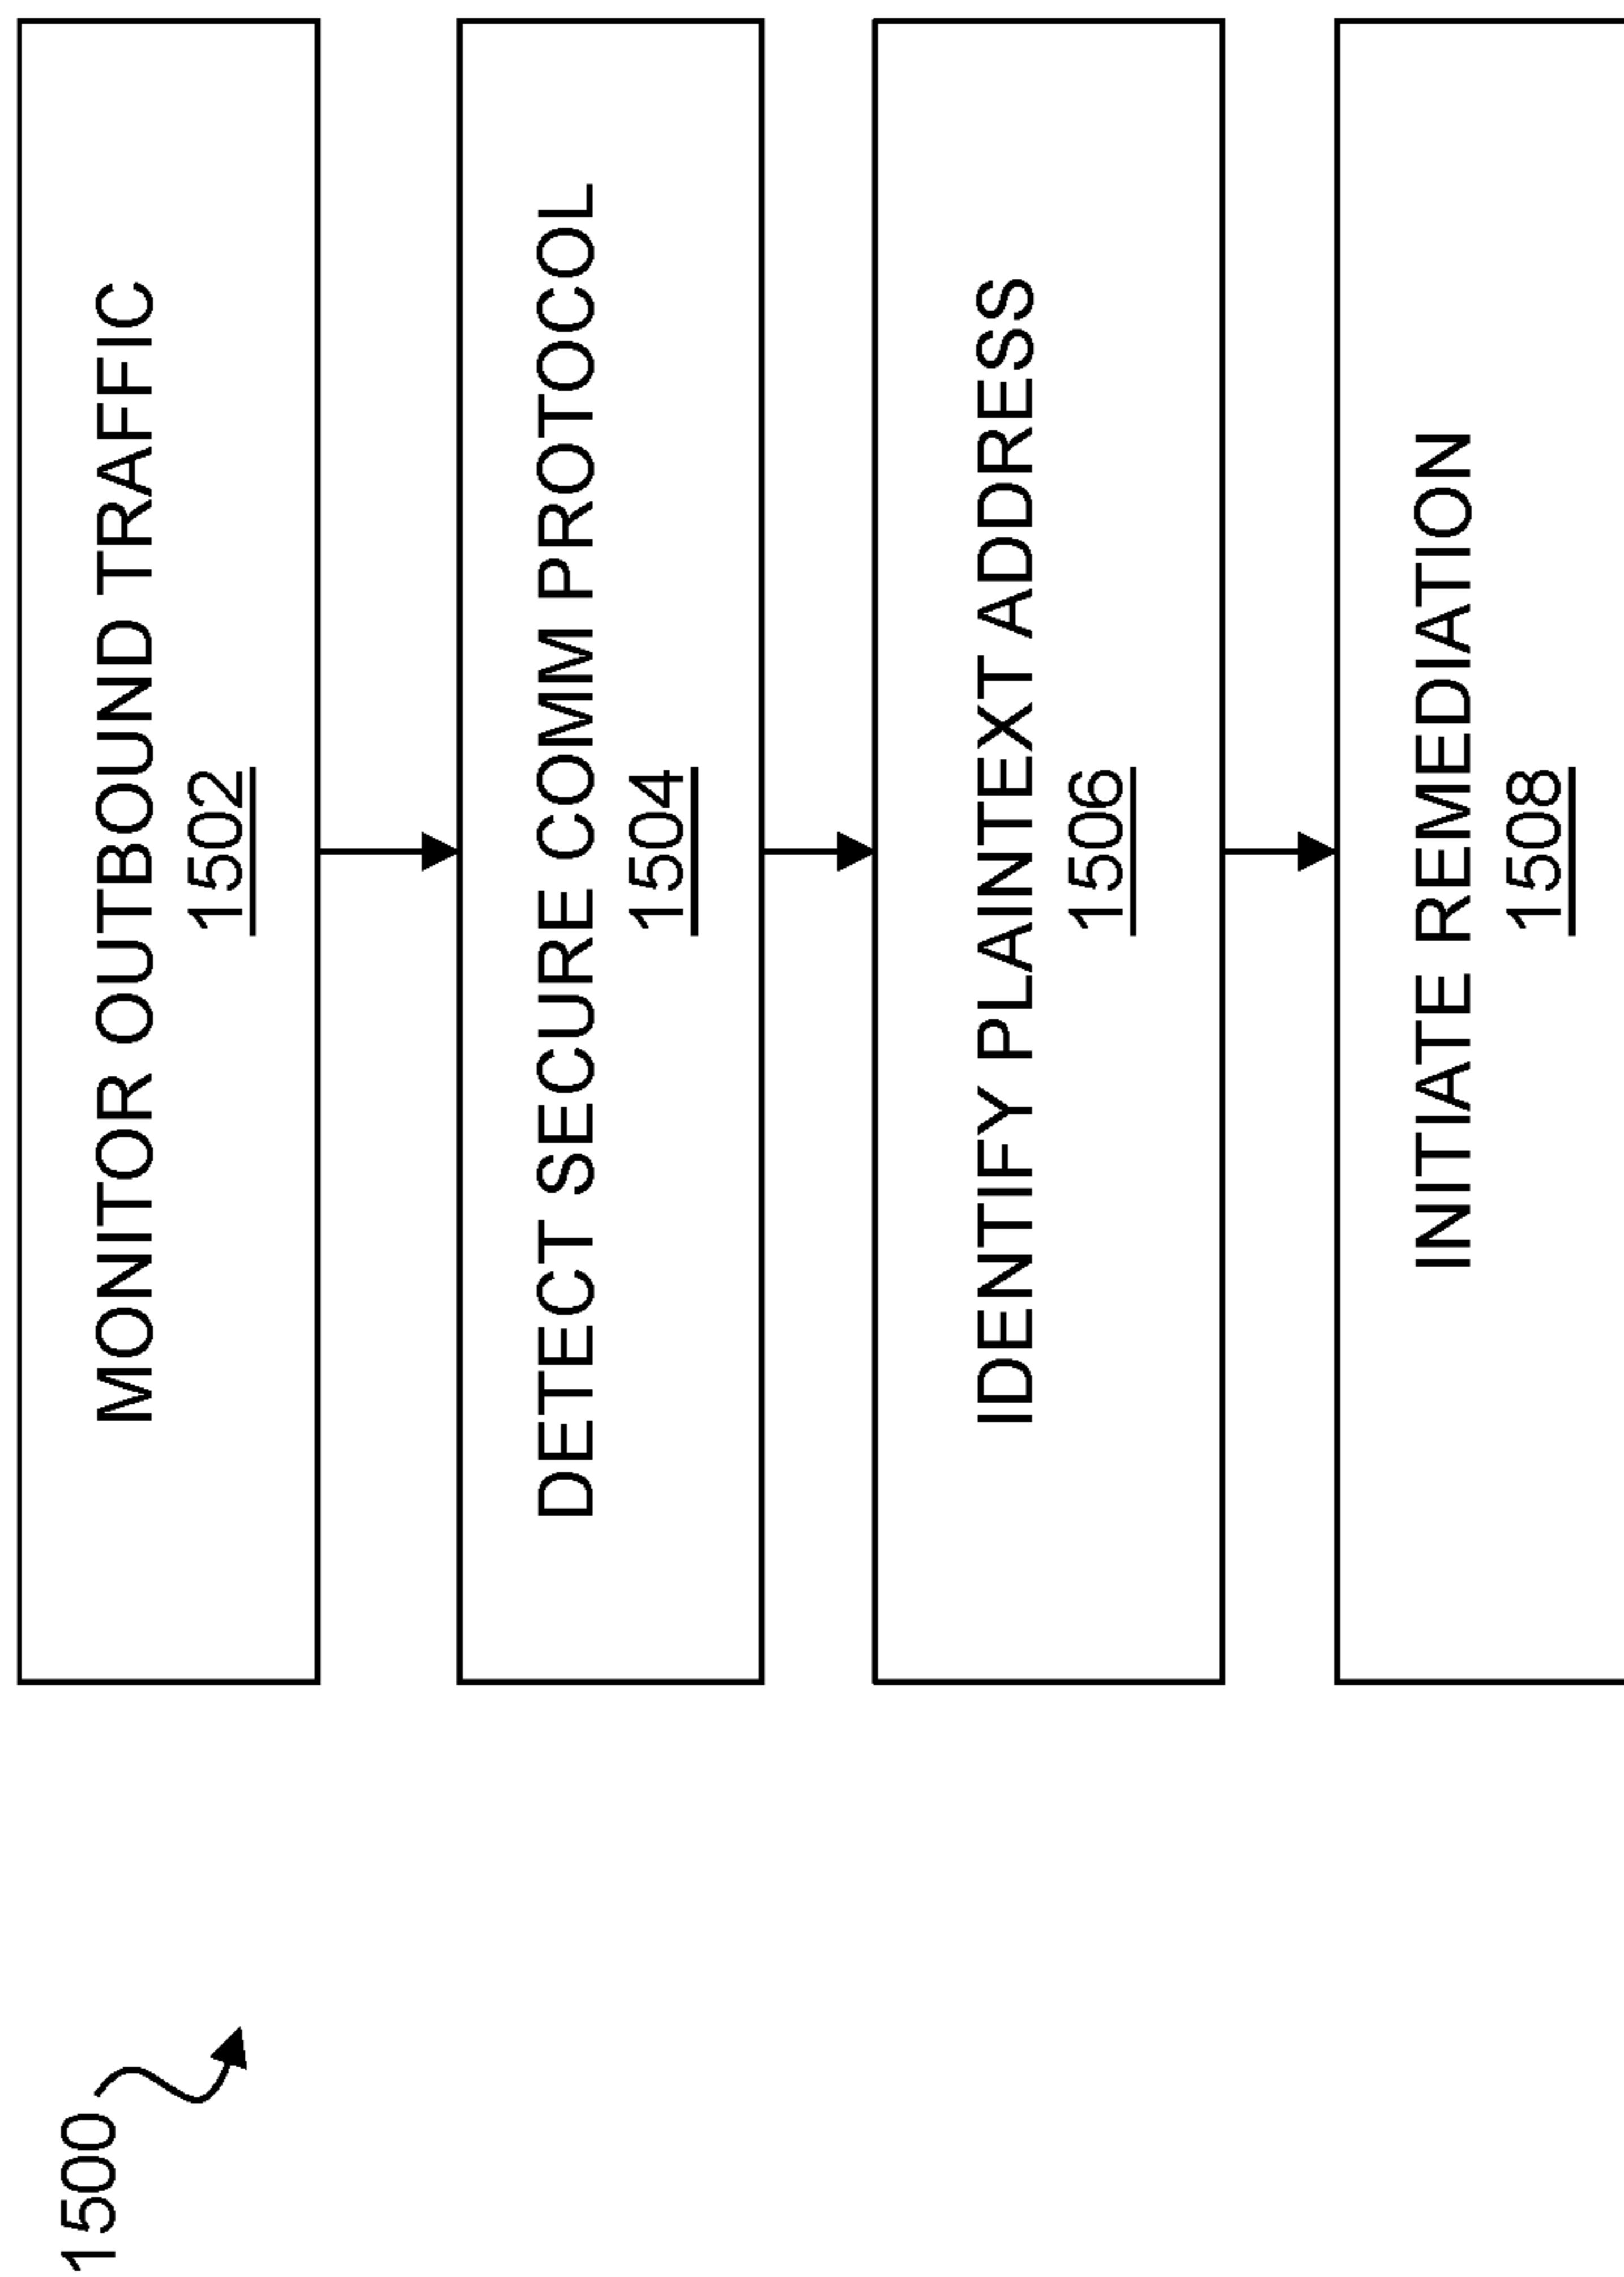 1500
MONITOR OUTBOUND TRAFFIC
1502
DETECT SECURE COMM PROTOCOL
1504
IDENTIFY PLAINTEXT ADDRESS
1506
INITIATE REMEDIATION
1508